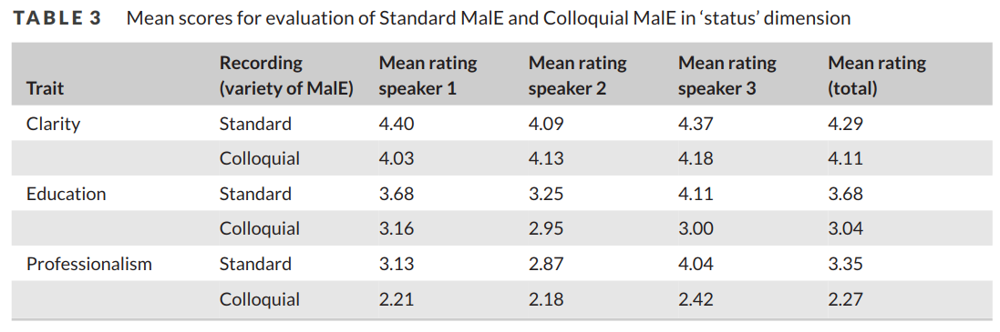 TABLE 3 Mean scores for evaluation of Standard MalE and Colloquial MalE in ‘status’ dimension
Trait Recording (variety of MalE) Mean rating speaker 1 Mean rating speaker 2 Mean rating speaker 3 Mean rating (total)
Clarity Standard 4.40 4.09 4.37 4.29
Colloquial 4.03 4.13 4.18 4.11
Education Standard 3.68 3.25 4.11 3.68
Colloquial 3.16 2.95 3.00 3.04
Professionalism Standard 3.13 2.87 4.04 3.35
Colloquial 2.21 2.18 2.42 2.27